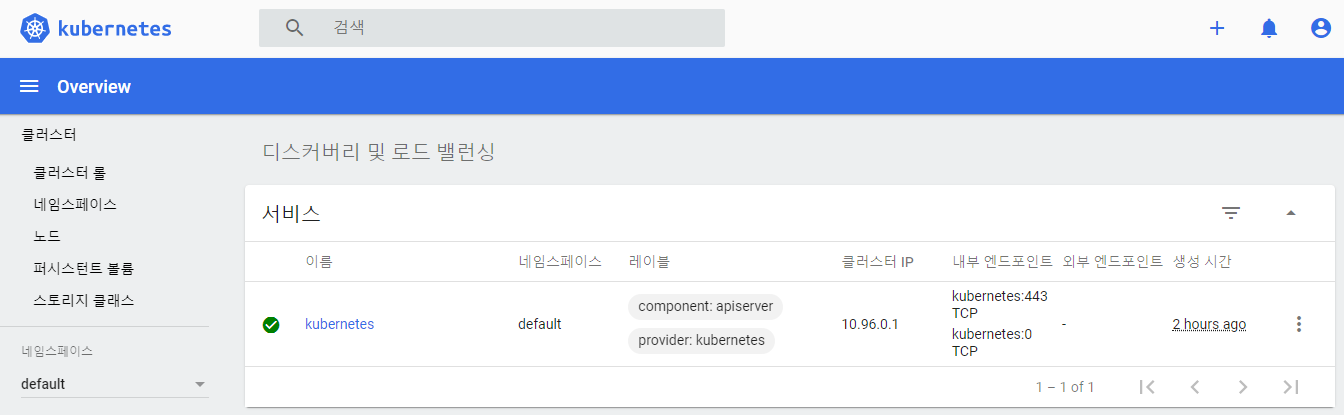 kubernetes
검색
Overview
클러스터
클러스터 롤
네임스페이스
노드
퍼시스턴트 볼륨
스토리지 클래스
네임스페이스
default
디스커버리 및 로드 밸런싱
서비스
이름 네임스페이스 레이블 클러스터 IP 내부 엔드포인트 외부 엔드포인트 생성 시간
kubernetes default component: apiserver provider: kubernetes 10.96.0.1 kubernetes:443 TCP kubernetes:0 TCP - 2 hours ago
1 – 1 of 1